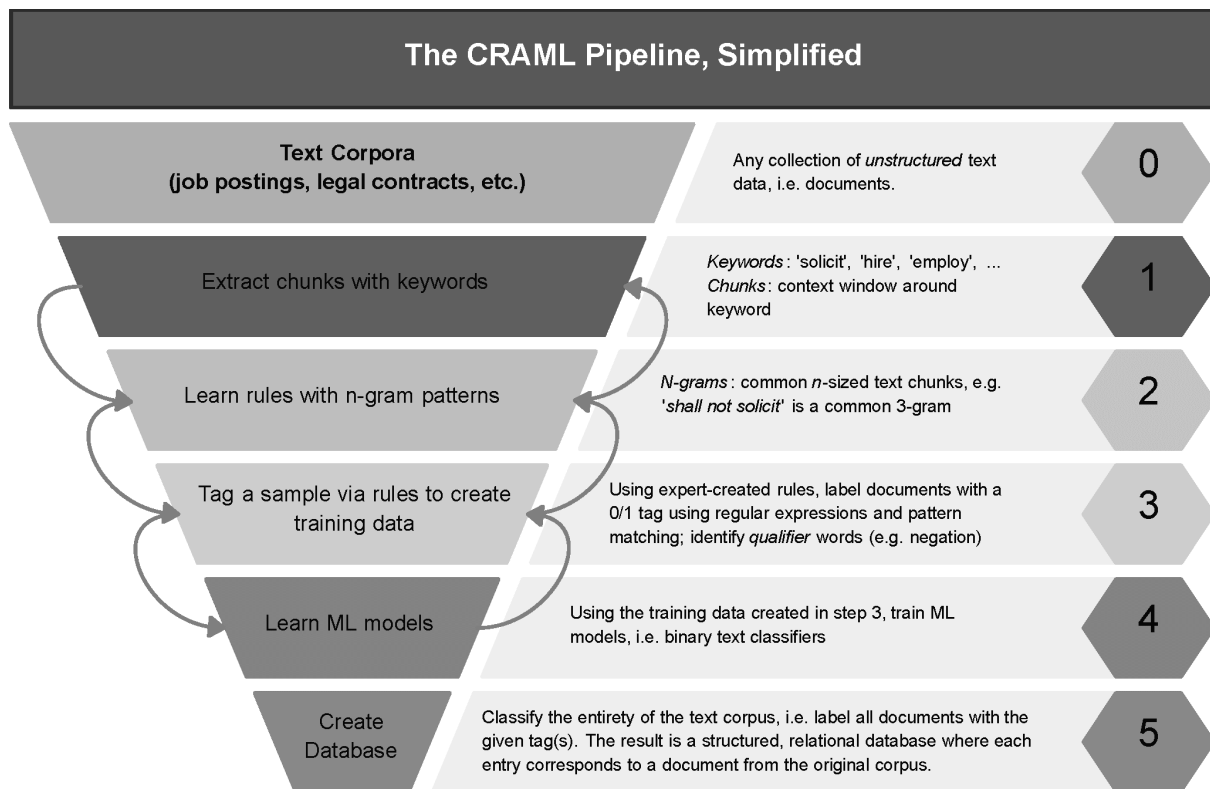 The CRAML Pipeline, Simplified
Text Corpora
(job postings, legal contracts, etc.)
Any collection of unstructured text
data, i.e. documents.
0
Extract chunks with keywords
Keywords: 'solicit', 'hire', 'employ', ...
Chunks: context window around
keyword
1
Learn rules with n-gram patterns
N-grams: common n-sized text chunks, e.g.
'shall not solicit' is a common 3-gram
2
Tag a sample via rules to create
training data
Using expert-created rules, label documents with a
0/1 tag using regular expressions and pattern
matching; identify qualifier words (e.g. negation)
3
Learn ML models
Using the training data created in step 3, train ML
models, i.e. binary text classifiers
4
Create
Database
Classify the entirety of the text corpus, i.e. label all documents with the
given tag(s). The result is a structured, relational database where each
entry corresponds to a document from the original corpus.
5